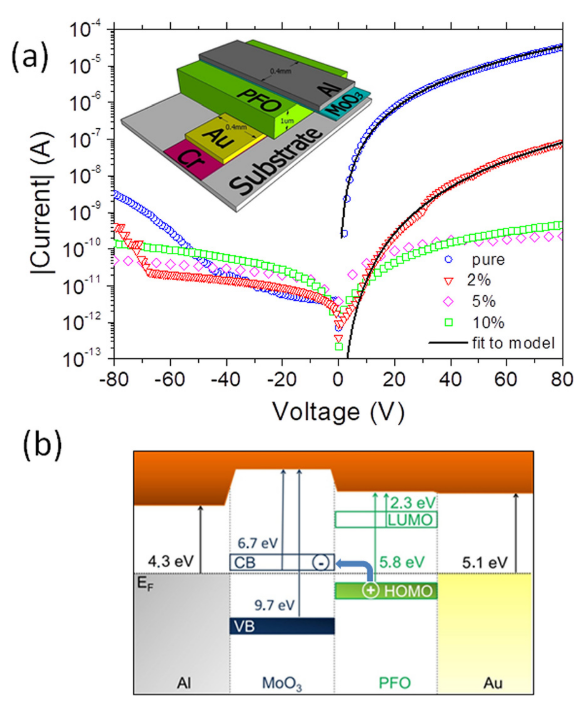 (a)
10⁻⁴
10⁻⁵
10⁻⁶
10⁻⁷
10⁻⁸
10⁻⁹
10⁻¹⁰
10⁻¹¹
10⁻¹²
10⁻¹³
|Current| (A)
0.4mm
Al
PFO
MoO₃
1um
0.4mm
Au
Cr
Substrate
pure
2%
5%
10%
fit to model
-80 -60 -40 -20 0 20 40 60 80
Voltage (V)
(b)
2.3 eV
LUMO
4.3 eV
6.7 eV
5.8 eV
5.1 eV
CB
-
E_F
+
HOMO
9.7 eV
VB
Al
MoO₃
PFO
Au